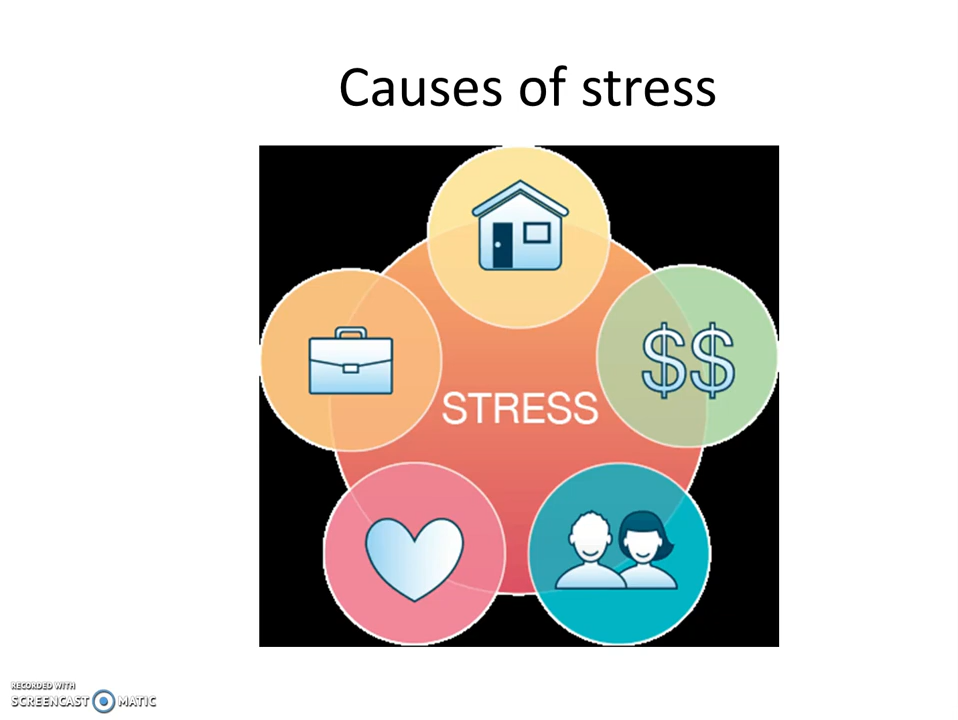 Causes of stress
$$
STRESS
RECORDED WITH
SCREENCAST MATIC